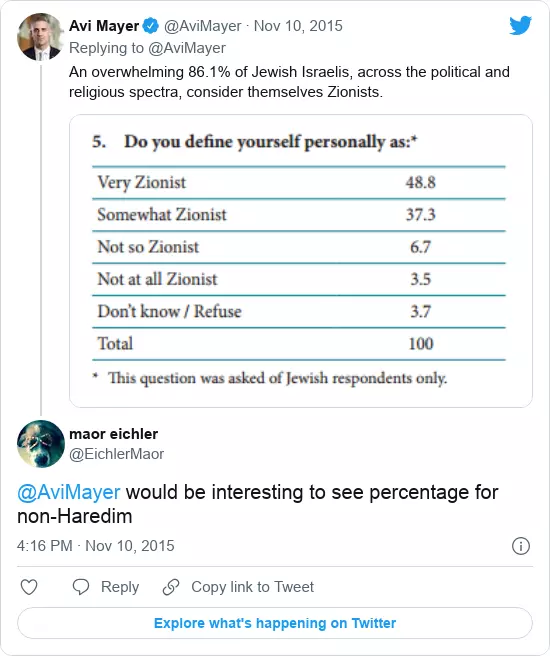 Avi Mayer @AviMayer · Nov 10, 2015
Replying to @AviMayer
An overwhelming 86.1% of Jewish Israelis, across the political and
religious spectra, consider themselves Zionists.
5. Do you define yourself personally as:*
Very Zionist 48.8
Somewhat Zionist 37.3
Not so Zionist 6.7
Not at all Zionist 3.5
Don't know / Refuse 3.7
Total 100
* This question was asked of Jewish respondents only.
maor eichler
@EichlerMaor
@AviMayer would be interesting to see percentage for
non-Haredim
4:16 PM · Nov 10, 2015
Reply Copy link to Tweet
Explore what's happening on Twitter